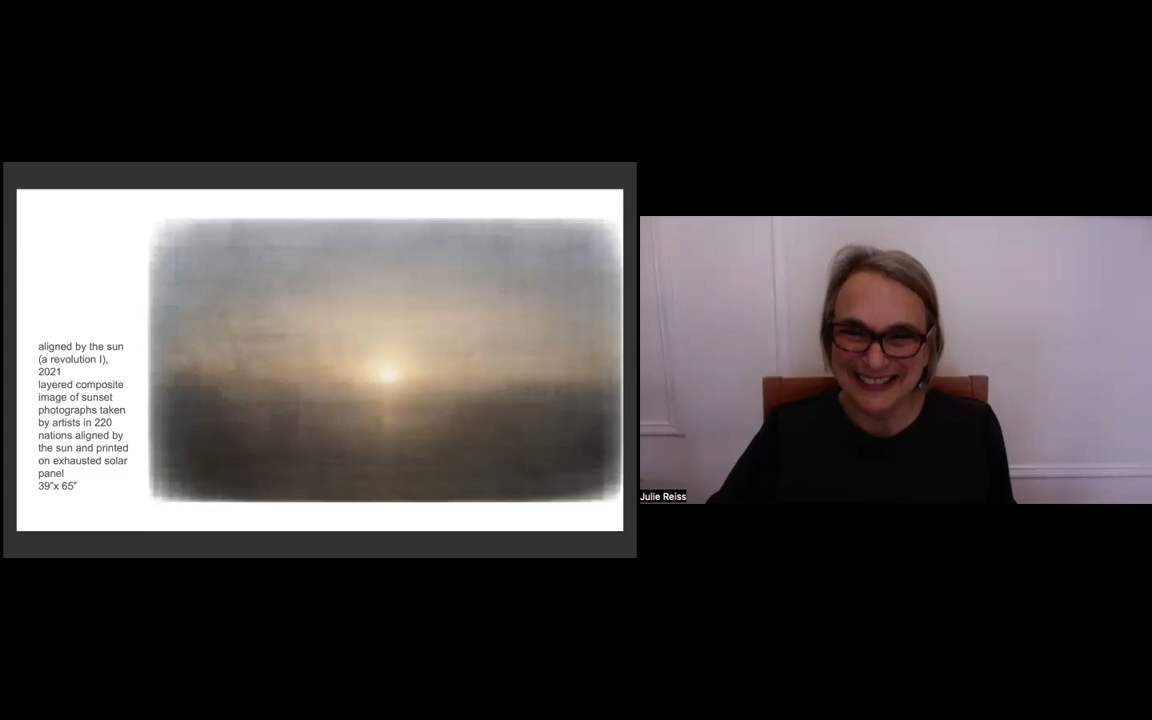 aligned by the sun
(a revolution I),
2021
layered composite
image of sunset
photographs taken
by artists in 220
nations aligned by
the sun and printed
on exhausted solar
panel
39”x 65”
Julie Reiss